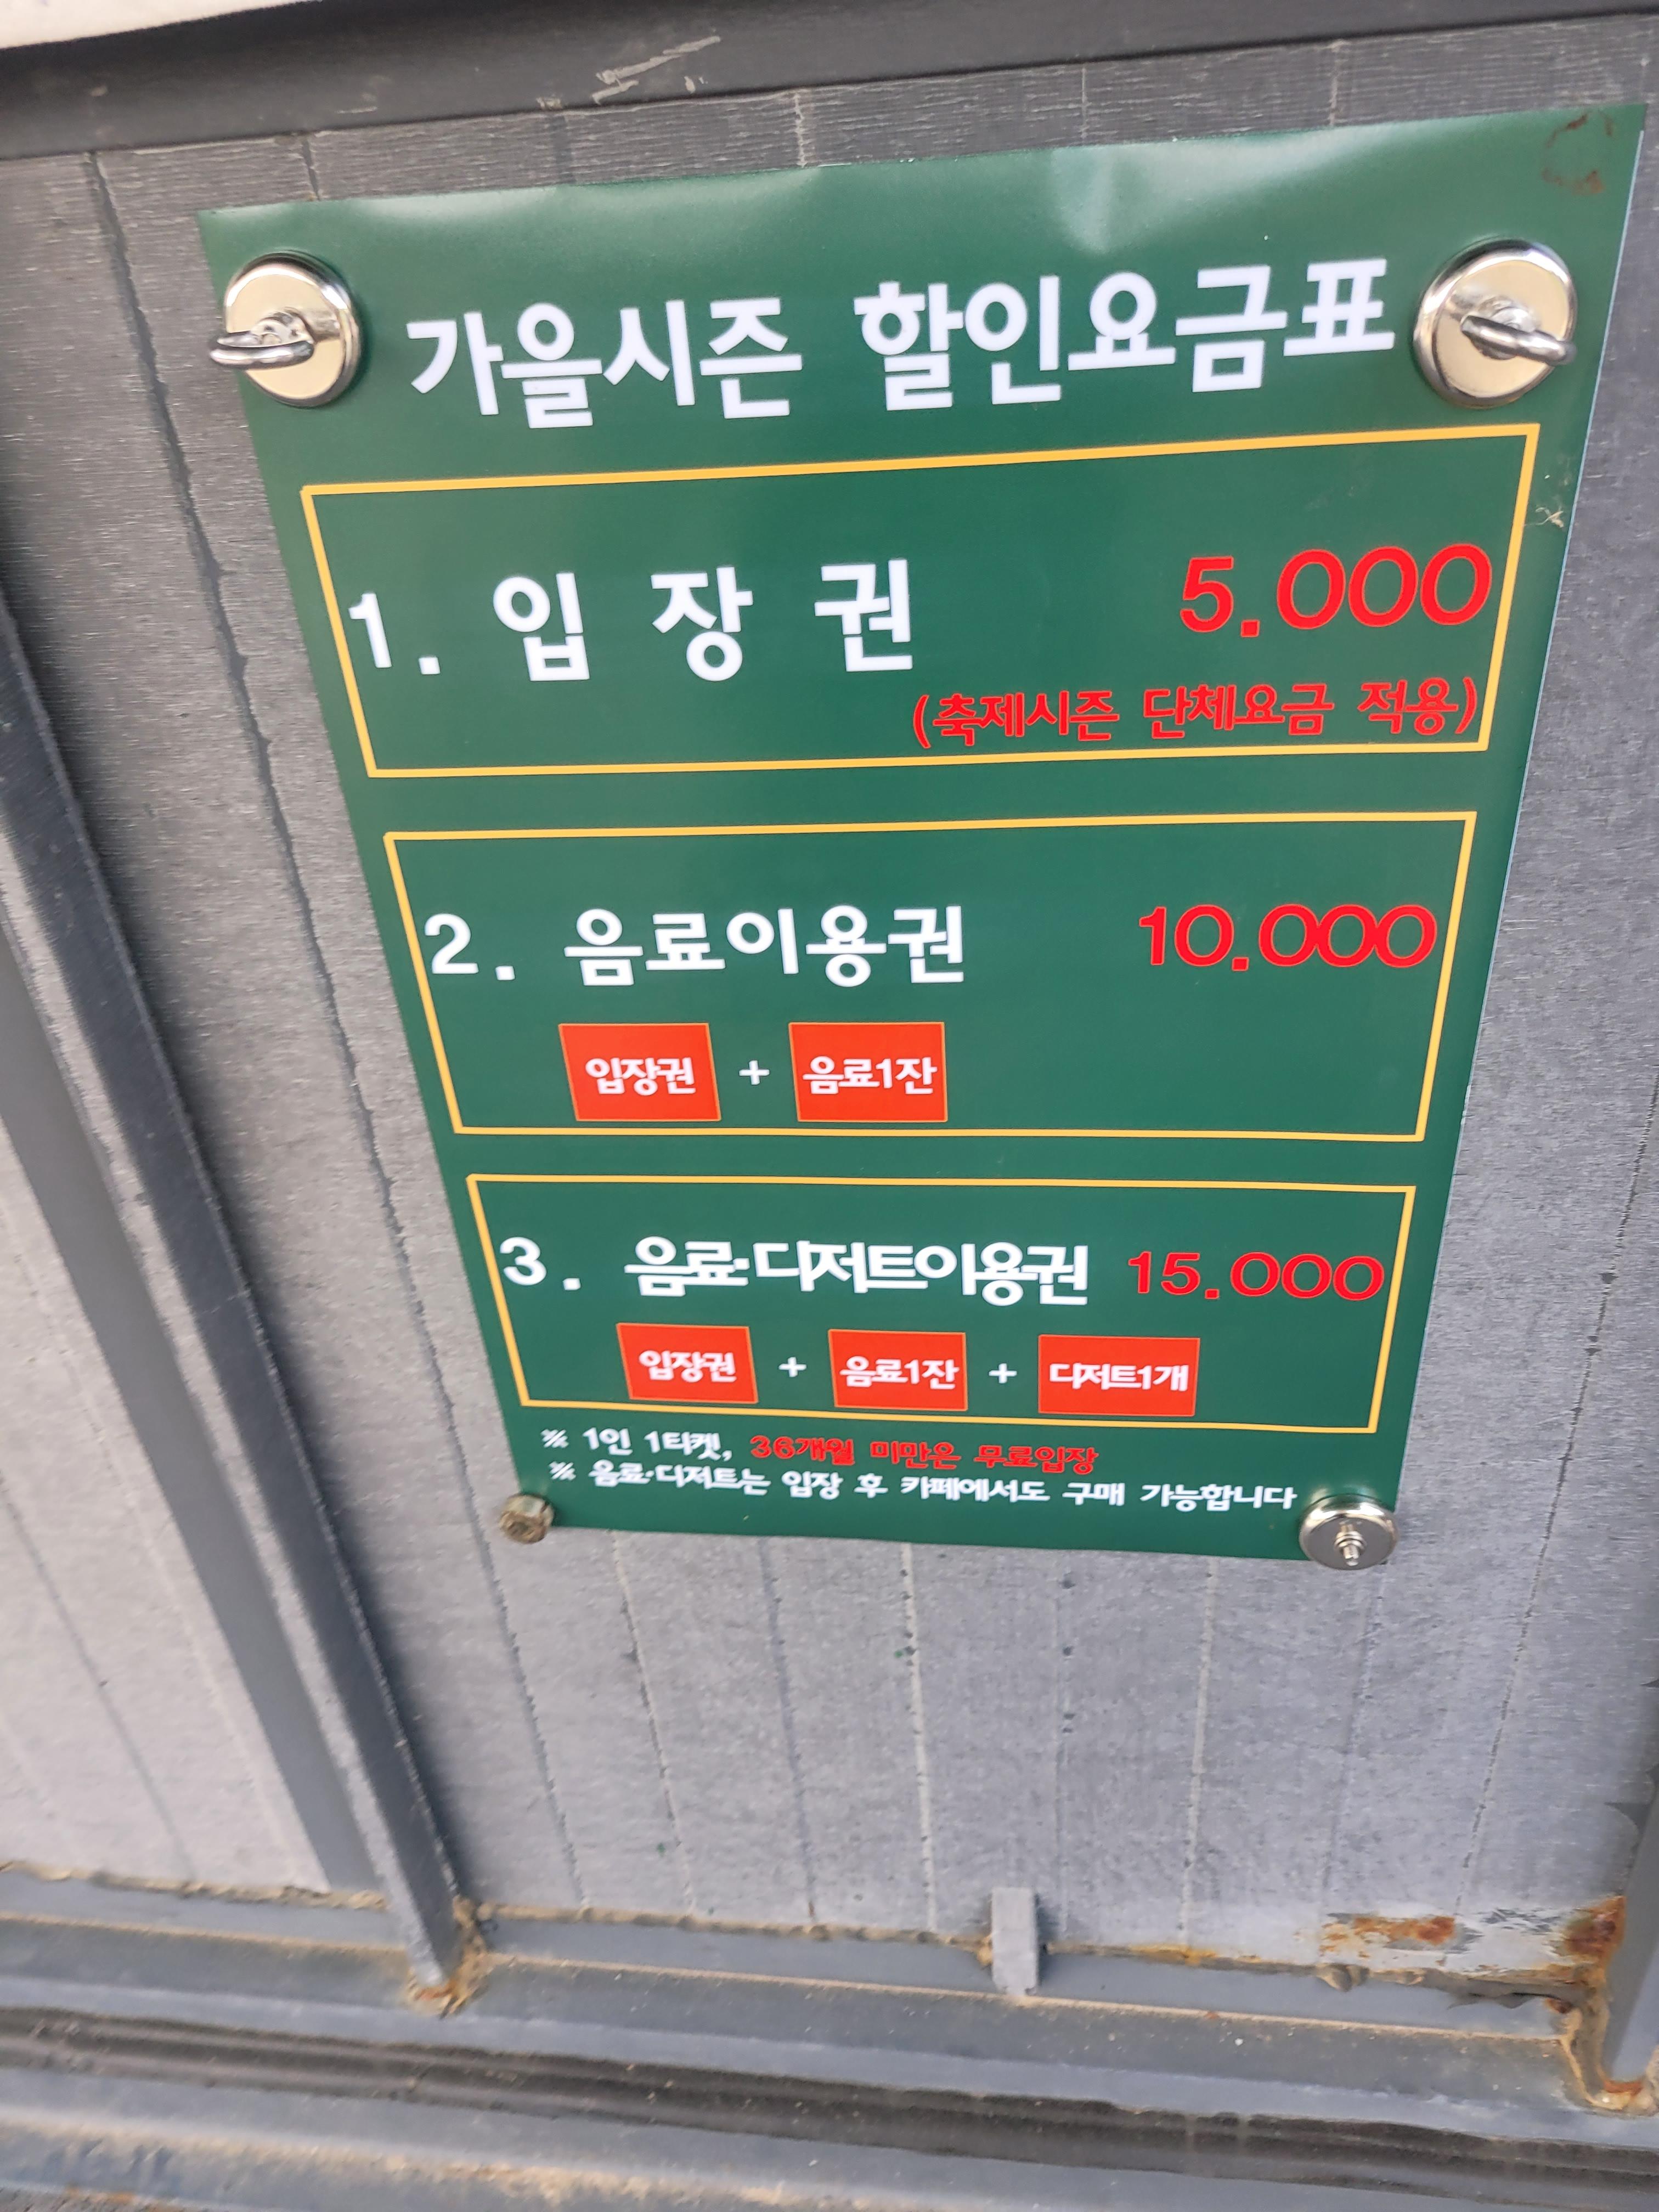 가을시즌 할인요금표
1. 입 장 권 5.000
(축제시즌 단체요금 적용)
2. 음료이용권 10.000
입장권 + 음료1잔
3. 음료·디저트이용권 15.000
입장권 + 음료1잔 + 디저트1개
※ 1인 1티켓, 36개월 미만은 무료입장
※ 음료·디저트는 입장 후 카페에서도 구매 가능합니다